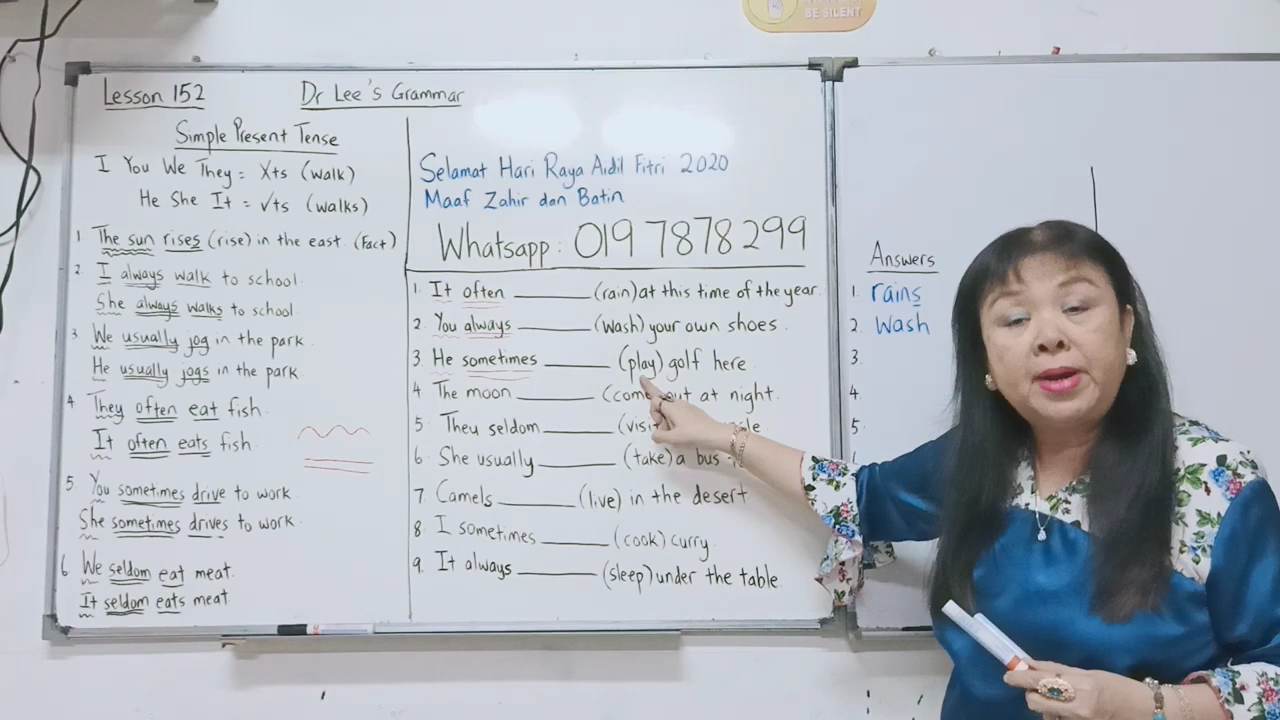 BE SILENT
Lesson 152
Dr Lee's Grammar
Simple Present Tense
I You We They = X+s (walk)
He She It = √+s (walks)
1 The sun rises (rise) in the east. (Fact)
2. I always walk to school.
She always walks to school.
3 We usually jog in the park.
He usually jogs in the park.
4 They often eat fish.
It often eats fish.
5. You sometimes drive to work.
She sometimes drives to work.
6 We seldom eat meat.
It seldom eats meat
Selamat Hari Raya Aidil Fitri 2020
Maaf Zahir dan Batin
Whatsapp: 019 7878 299
1. It often ______ (rain) at this time of the year.
2. You always ______ (wash) your own shoes.
3. He sometimes ______ (play) golf here.
4 The moon ______ (come out at night.
5. They seldom ______
6. She usually ______ (take) a bus
7. Camels ______ (live) in the desert
8. I sometimes ______ (cook) curry.
9. It always ______ (sleep) under the table
Answers
1. rains
2. wash
3.
4.
5.